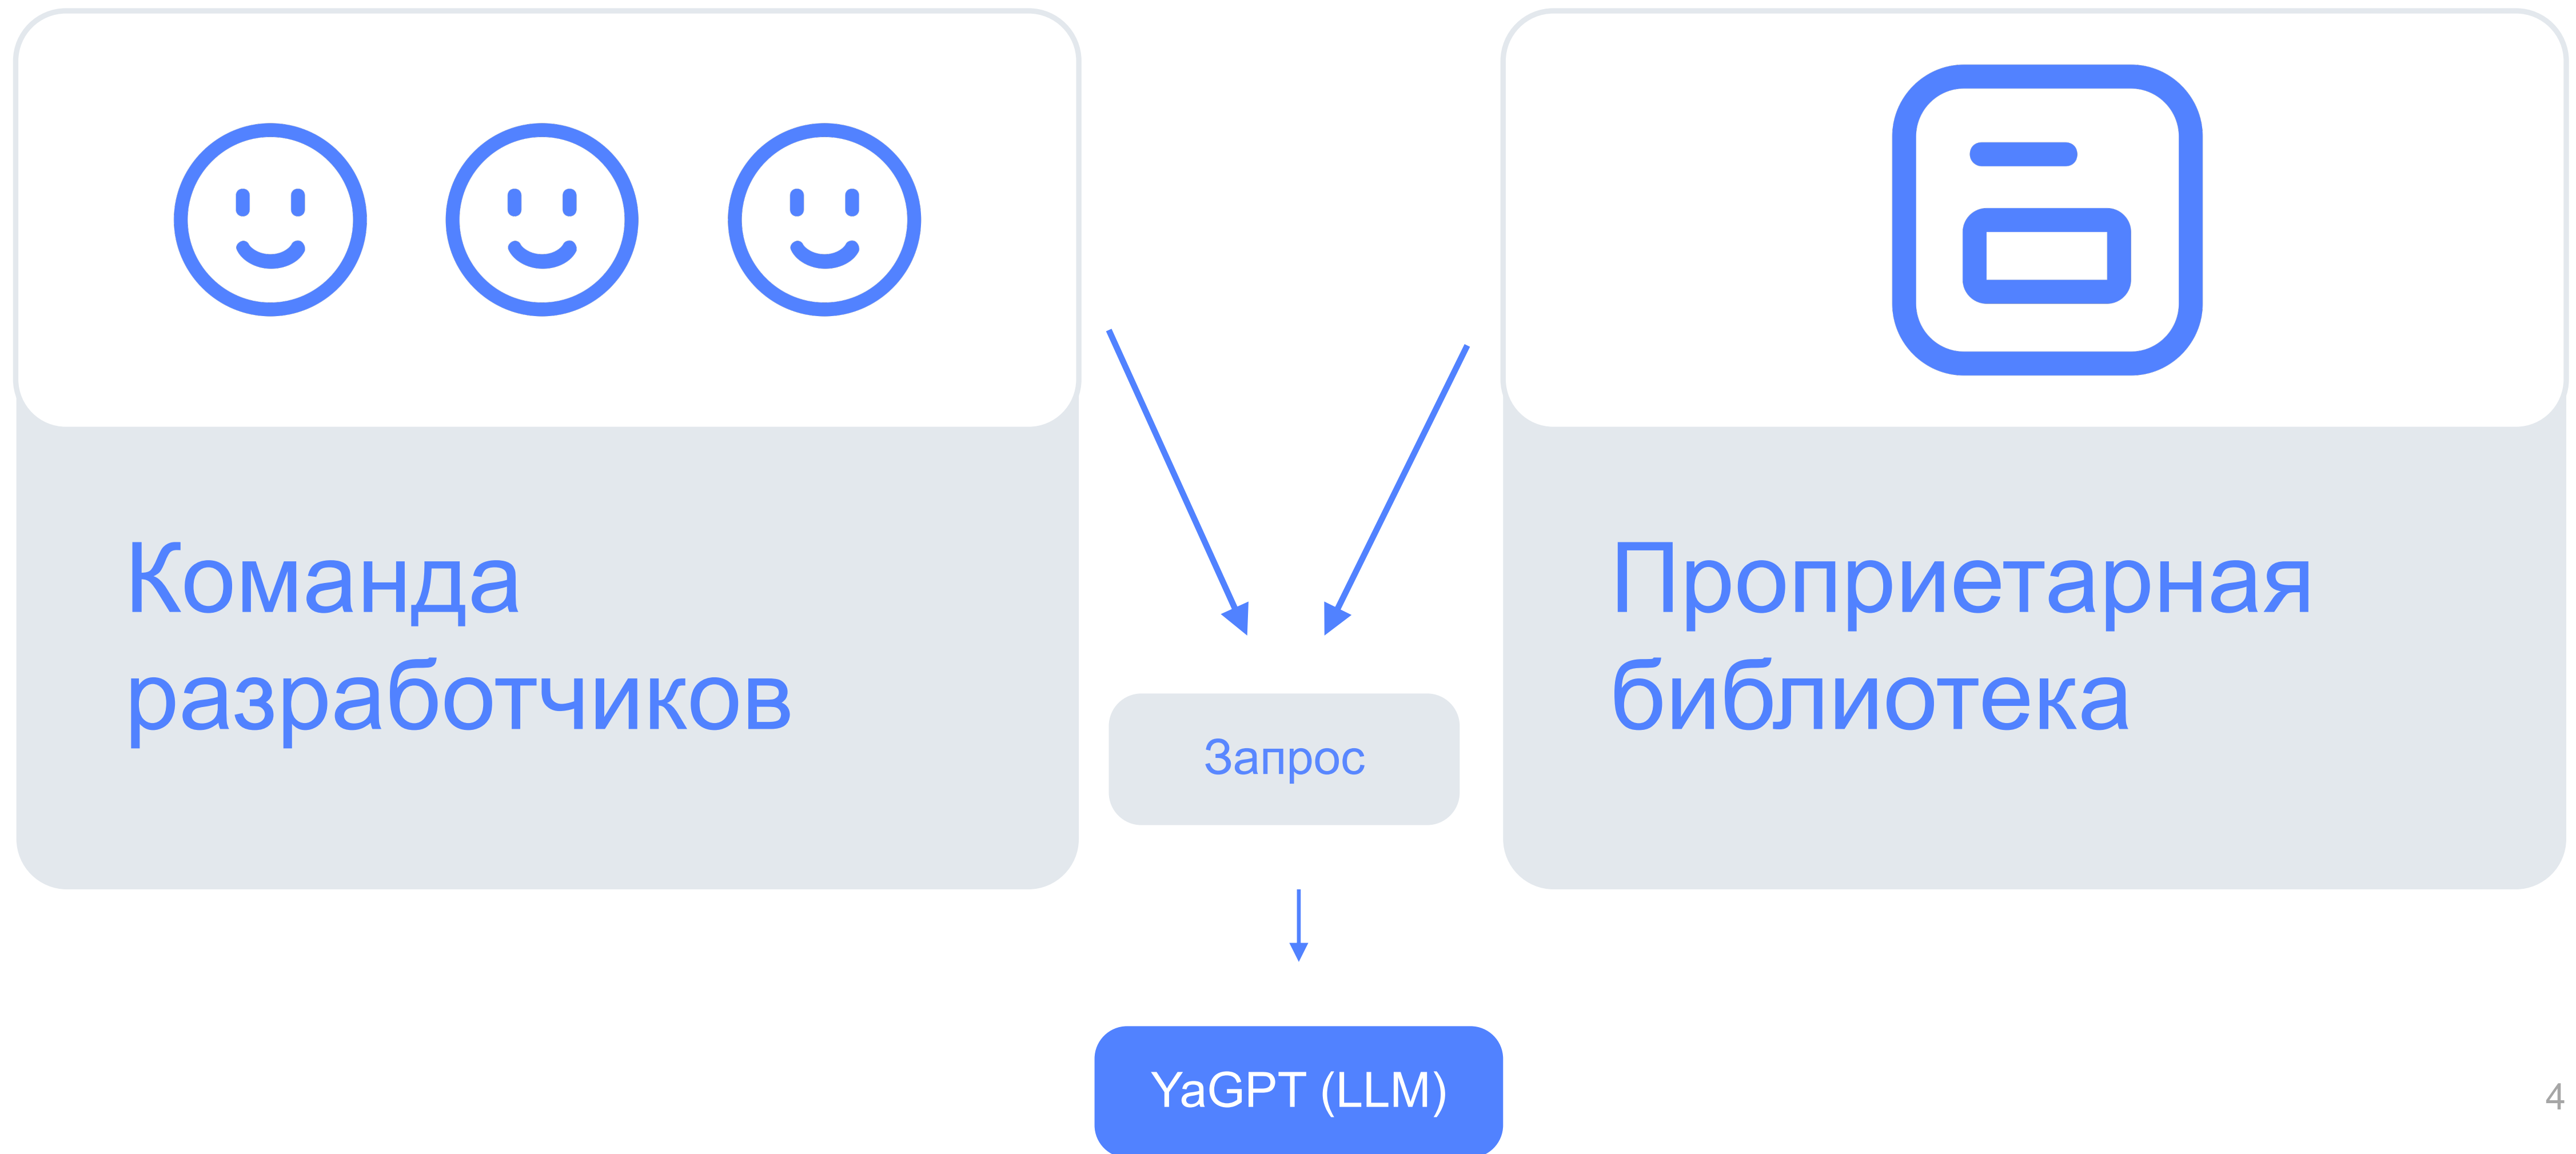 Команда
разработчиков
Проприетарная
библиотека
Запрос
YaGPT (LLM)
4